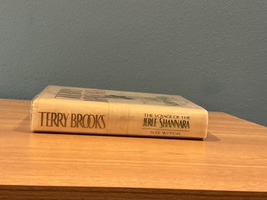 TERRY BROOKS
THE VOYAGE OF THE
JERLE SHANNARA